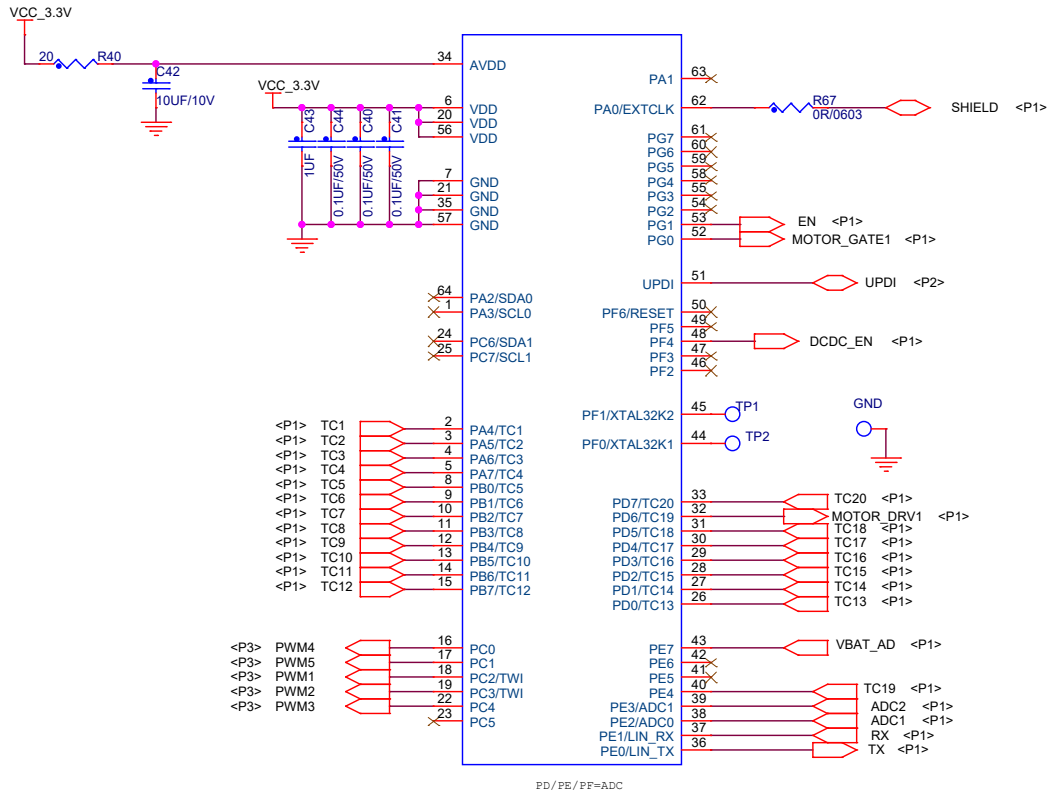 VCC_3.3V
20 R40
C42
10UF/10V
VCC_3.3V
C43
1UF
C44
0.1UF/50V
C40
0.1UF/50V
C41
0.1UF/50V
34 AVDD
6 VDD
20 VDD
56 VDD
7 GND
21 GND
35 GND
57 GND
64 PA2/SDA0
1 PA3/SCL0
24 PC6/SDA1
25 PC7/SCL1
<P1> TC1 2 PA4/TC1
<P1> TC2 3 PA5/TC2
<P1> TC3 4 PA6/TC3
<P1> TC4 5 PA7/TC4
<P1> TC5 8 PB0/TC5
<P1> TC6 9 PB1/TC6
<P1> TC7 10 PB2/TC7
<P1> TC8 11 PB3/TC8
<P1> TC9 12 PB4/TC9
<P1> TC10 13 PB5/TC10
<P1> TC11 14 PB6/TC11
<P1> TC12 15 PB7/TC12
<P3> PWM4 16 PC0
<P3> PWM5 17 PC1
<P3> PWM1 18 PC2/TWI
<P3> PWM2 19 PC3/TWI
<P3> PWM3 22 PC4
23 PC5
PA1 63
PA0/EXTCLK 62 R67 SHIELD <P1>
0R/0603
PG7 61
PG6 60
PG5 59
PG4 58
PG3 55
PG2 54
PG1 53 EN <P1>
PG0 52 MOTOR_GATE1 <P1>
UPDI 51 UPDI <P2>
PF6/RESET 50
PF5 49
PF4 48 DCDC_EN <P1>
PF3 47
PF2 46
PF1/XTAL32K2 45 TP1
PF0/XTAL32K1 44 TP2
GND
PD7/TC20 33 TC20 <P1>
PD6/TC19 32 MOTOR_DRV1 <P1>
PD5/TC18 31 TC18 <P1>
PD4/TC17 30 TC17 <P1>
PD3/TC16 29 TC16 <P1>
PD2/TC15 28 TC15 <P1>
PD1/TC14 27 TC14 <P1>
PD0/TC13 26 TC13 <P1>
PE7 43 VBAT_AD <P1>
PE6 42
PE5 41
PE4 40 TC19 <P1>
PE3/ADC1 39 ADC2 <P1>
PE2/ADC0 38 ADC1 <P1>
PE1/LIN_RX 37 RX <P1>
PE0/LIN_TX 36 TX <P1>
PD/PE/PF=ADC